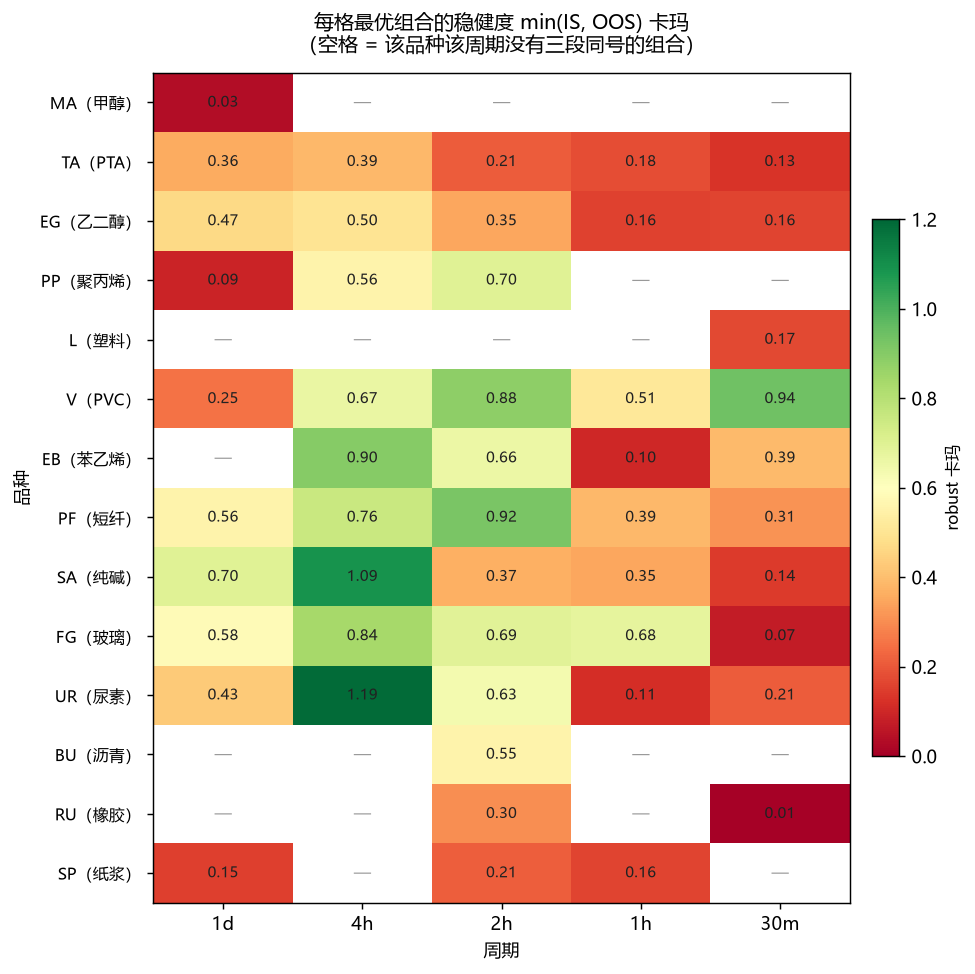 每格最优组合的稳健度 min(IS, OOS) 卡玛
（空格 = 该品种该周期没有三段同号的组合）
MA（甲醇） 0.03 — — — —
TA（PTA） 0.36 0.39 0.21 0.18 0.13
EG（乙二醇） 0.47 0.50 0.35 0.16 0.16
PP（聚丙烯） 0.09 0.56 0.70 — —
L（塑料） — — — — 0.17
V（PVC） 0.25 0.67 0.88 0.51 0.94
EB（苯乙烯） — 0.90 0.66 0.10 0.39
PF（短纤） 0.56 0.76 0.92 0.39 0.31
SA（纯碱） 0.70 1.09 0.37 0.35 0.14
FG（玻璃） 0.58 0.84 0.69 0.68 0.07
UR（尿素） 0.43 1.19 0.63 0.11 0.21
BU（沥青） — — 0.55 — —
RU（橡胶） — — 0.30 — 0.01
SP（纸浆） 0.15 — 0.21 0.16 —
1d 4h 2h 1h 30m
周期
品种
1.2
1.0
0.8
0.6
0.4
0.2
0.0
robust 卡玛